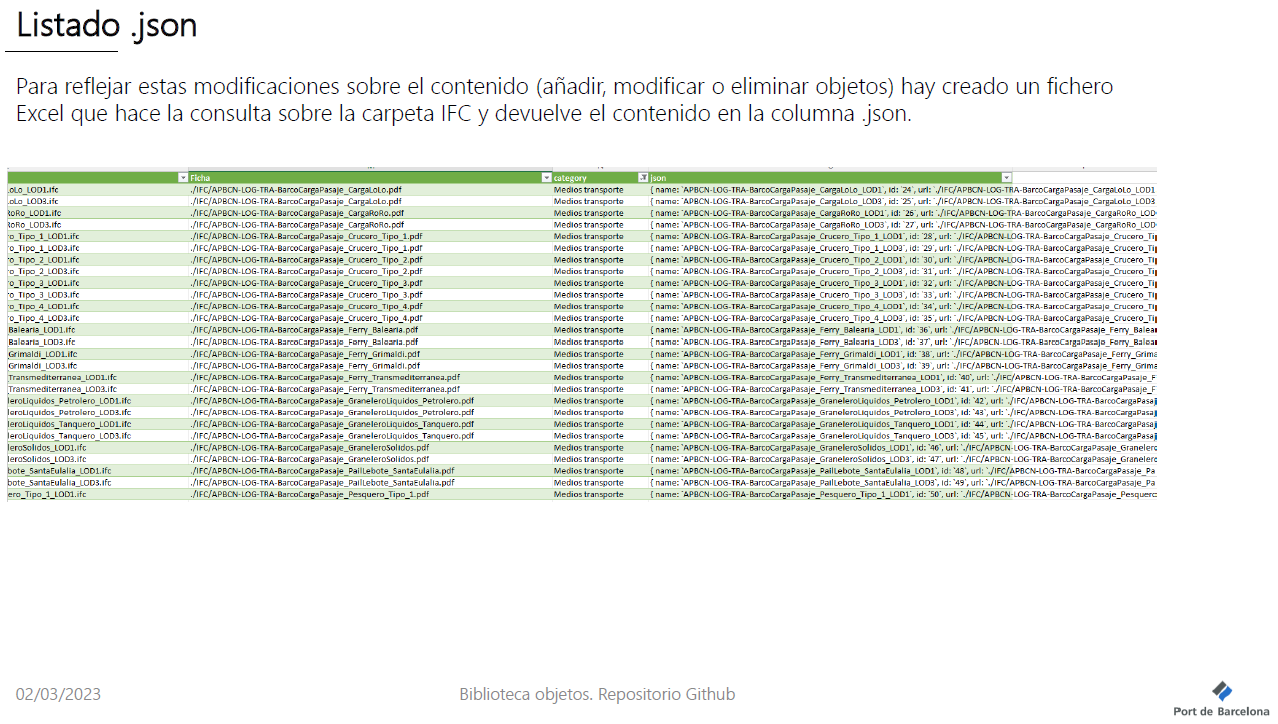 Listado .json
Para reflejar estas modificaciones sobre el contenido (añadir, modificar o eliminar objetos) hay creado un fichero
Excel que hace la consulta sobre la carpeta IFC y devuelve el contenido en la columna .json.
Ficha category json
oLo_LOD1.ifc ./IFC/APBCN-LOG-TRA-BarcoCargaPasaje_CargaLoLo.pdf Medios transporte { name: `APBCN-LOG-TRA-BarcoCargaPasaje_CargaLoLo_LOD1`, id: `24`, url: `./IFC/APBCN-LOG-TRA-BarcoCargaPasaje_CargaLoLo_LOD1
oLo_LOD3.ifc ./IFC/APBCN-LOG-TRA-BarcoCargaPasaje_CargaLoLo.pdf Medios transporte { name: `APBCN-LOG-TRA-BarcoCargaPasaje_CargaLoLo_LOD3`, id: `25`, url: `./IFC/APBCN-LOG-TRA-BarcoCargaPasaje_CargaLoLo_LOD3
RoRo_LOD1.ifc ./IFC/APBCN-LOG-TRA-BarcoCargaPasaje_CargaRoRo.pdf Medios transporte { name: `APBCN-LOG-TRA-BarcoCargaPasaje_CargaRoRo_LOD1`, id: `26`, url: `./IFC/APBCN-LOG-TRA-BarcoCargaPasaje_CargaRoRo_LOD
RoRo_LOD3.ifc ./IFC/APBCN-LOG-TRA-BarcoCargaPasaje_CargaRoRo.pdf Medios transporte { name: `APBCN-LOG-TRA-BarcoCargaPasaje_CargaRoRo_LOD3`, id: `27`, url: `./IFC/APBCN-LOG-TRA-BarcoCargaPasaje_CargaRoRo_LOD
o_Tipo_1_LOD1.ifc ./IFC/APBCN-LOG-TRA-BarcoCargaPasaje_Crucero_Tipo_1.pdf Medios transporte { name: `APBCN-LOG-TRA-BarcoCargaPasaje_Crucero_Tipo_1_LOD1`, id: `28`, url: `./IFC/APBCN-LOG-TRA-BarcoCargaPasaje_Crucero_Tip
o_Tipo_1_LOD3.ifc ./IFC/APBCN-LOG-TRA-BarcoCargaPasaje_Crucero_Tipo_1.pdf Medios transporte { name: `APBCN-LOG-TRA-BarcoCargaPasaje_Crucero_Tipo_1_LOD3`, id: `29`, url: `./IFC/APBCN-LOG-TRA-BarcoCargaPasaje_Crucero_Tip
o_Tipo_2_LOD1.ifc ./IFC/APBCN-LOG-TRA-BarcoCargaPasaje_Crucero_Tipo_2.pdf Medios transporte { name: `APBCN-LOG-TRA-BarcoCargaPasaje_Crucero_Tipo_2_LOD1`, id: `30`, url: `./IFC/APBCN-LOG-TRA-BarcoCargaPasaje_Crucero_Tip
o_Tipo_2_LOD3.ifc ./IFC/APBCN-LOG-TRA-BarcoCargaPasaje_Crucero_Tipo_2.pdf Medios transporte { name: `APBCN-LOG-TRA-BarcoCargaPasaje_Crucero_Tipo_2_LOD3`, id: `31`, url: `./IFC/APBCN-LOG-TRA-BarcoCargaPasaje_Crucero_Tip
o_Tipo_3_LOD1.ifc ./IFC/APBCN-LOG-TRA-BarcoCargaPasaje_Crucero_Tipo_3.pdf Medios transporte { name: `APBCN-LOG-TRA-BarcoCargaPasaje_Crucero_Tipo_3_LOD1`, id: `32`, url: `./IFC/APBCN-LOG-TRA-BarcoCargaPasaje_Crucero_Tip
o_Tipo_3_LOD3.ifc ./IFC/APBCN-LOG-TRA-BarcoCargaPasaje_Crucero_Tipo_3.pdf Medios transporte { name: `APBCN-LOG-TRA-BarcoCargaPasaje_Crucero_Tipo_3_LOD3`, id: `33`, url: `./IFC/APBCN-LOG-TRA-BarcoCargaPasaje_Crucero_Tip
o_Tipo_4_LOD1.ifc ./IFC/APBCN-LOG-TRA-BarcoCargaPasaje_Crucero_Tipo_4.pdf Medios transporte { name: `APBCN-LOG-TRA-BarcoCargaPasaje_Crucero_Tipo_4_LOD1`, id: `34`, url: `./IFC/APBCN-LOG-TRA-BarcoCargaPasaje_Crucero_Tip
o_Tipo_4_LOD3.ifc ./IFC/APBCN-LOG-TRA-BarcoCargaPasaje_Crucero_Tipo_4.pdf Medios transporte { name: `APBCN-LOG-TRA-BarcoCargaPasaje_Crucero_Tipo_4_LOD3`, id: `35`, url: `./IFC/APBCN-LOG-TRA-BarcoCargaPasaje_Crucero_Tip
Balearia_LOD1.ifc ./IFC/APBCN-LOG-TRA-BarcoCargaPasaje_Ferry_Balearia.pdf Medios transporte { name: `APBCN-LOG-TRA-BarcoCargaPasaje_Ferry_Balearia_LOD1`, id: `36`, url: `./IFC/APBCN-LOG-TRA-BarcoCargaPasaje_Ferry_Balear
Balearia_LOD3.ifc ./IFC/APBCN-LOG-TRA-BarcoCargaPasaje_Ferry_Balearia.pdf Medios transporte { name: `APBCN-LOG-TRA-BarcoCargaPasaje_Ferry_Balearia_LOD3`, id: `37`, url: `./IFC/APBCN-LOG-TRA-BarcoCargaPasaje_Ferry_Balear
Grimaldi_LOD1.ifc ./IFC/APBCN-LOG-TRA-BarcoCargaPasaje_Ferry_Grimaldi.pdf Medios transporte { name: `APBCN-LOG-TRA-BarcoCargaPasaje_Ferry_Grimaldi_LOD1`, id: `38`, url: `./IFC/APBCN-LOG-TRA-BarcoCargaPasaje_Ferry_Grima
Grimaldi_LOD3.ifc ./IFC/APBCN-LOG-TRA-BarcoCargaPasaje_Ferry_Grimaldi.pdf Medios transporte { name: `APBCN-LOG-TRA-BarcoCargaPasaje_Ferry_Grimaldi_LOD3`, id: `39`, url: `./IFC/APBCN-LOG-TRA-BarcoCargaPasaje_Ferry_Grima
Transmediterranea_LOD1.ifc ./IFC/APBCN-LOG-TRA-BarcoCargaPasaje_Ferry_Transmediterranea.pdf Medios transporte { name: `APBCN-LOG-TRA-BarcoCargaPasaje_Ferry_Transmediterranea_LOD1`, id: `40`, url: `./IFC/APBCN-LOG-TRA-BarcoCargaPasaje_F
Transmediterranea_LOD3.ifc ./IFC/APBCN-LOG-TRA-BarcoCargaPasaje_Ferry_Transmediterranea.pdf Medios transporte { name: `APBCN-LOG-TRA-BarcoCargaPasaje_Ferry_Transmediterranea_LOD3`, id: `41`, url: `./IFC/APBCN-LOG-TRA-BarcoCargaPasaje_F
leroLiquidos_Petrolero_LOD1.ifc ./IFC/APBCN-LOG-TRA-BarcoCargaPasaje_GraneleroLiquidos_Petrolero.pdf Medios transporte { name: `APBCN-LOG-TRA-BarcoCargaPasaje_GraneleroLiquidos_Petrolero_LOD1`, id: `42`, url: `./IFC/APBCN-LOG-TRA-BarcoCargaPasaj
leroLiquidos_Petrolero_LOD3.ifc ./IFC/APBCN-LOG-TRA-BarcoCargaPasaje_GraneleroLiquidos_Petrolero.pdf Medios transporte { name: `APBCN-LOG-TRA-BarcoCargaPasaje_GraneleroLiquidos_Petrolero_LOD3`, id: `43`, url: `./IFC/APBCN-LOG-TRA-BarcoCargaPasaj
leroLiquidos_Tanquero_LOD1.ifc ./IFC/APBCN-LOG-TRA-BarcoCargaPasaje_GraneleroLiquidos_Tanquero.pdf Medios transporte { name: `APBCN-LOG-TRA-BarcoCargaPasaje_GraneleroLiquidos_Tanquero_LOD1`, id: `44`, url: `./IFC/APBCN-LOG-TRA-BarcoCargaPasaj
leroLiquidos_Tanquero_LOD3.ifc ./IFC/APBCN-LOG-TRA-BarcoCargaPasaje_GraneleroLiquidos_Tanquero.pdf Medios transporte { name: `APBCN-LOG-TRA-BarcoCargaPasaje_GraneleroLiquidos_Tanquero_LOD3`, id: `45`, url: `./IFC/APBCN-LOG-TRA-BarcoCargaPasaj
leroSolidos_LOD1.ifc ./IFC/APBCN-LOG-TRA-BarcoCargaPasaje_GraneleroSolidos.pdf Medios transporte { name: `APBCN-LOG-TRA-BarcoCargaPasaje_GraneleroSolidos_LOD1`, id: `46`, url: `./IFC/APBCN-LOG-TRA-BarcoCargaPasaje_Granelerc
leroSolidos_LOD3.ifc ./IFC/APBCN-LOG-TRA-BarcoCargaPasaje_GraneleroSolidos.pdf Medios transporte { name: `APBCN-LOG-TRA-BarcoCargaPasaje_GraneleroSolidos_LOD3`, id: `47`, url: `./IFC/APBCN-LOG-TRA-BarcoCargaPasaje_Granelerc
bote_SantaEulalia_LOD1.ifc ./IFC/APBCN-LOG-TRA-BarcoCargaPasaje_PailLebote_SantaEulalia.pdf Medios transporte { name: `APBCN-LOG-TRA-BarcoCargaPasaje_PailLebote_SantaEulalia_LOD1`, id: `48`, url: `./IFC/APBCN-LOG-TRA-BarcoCargaPasaje_Pa
bote_SantaEulalia_LOD3.ifc ./IFC/APBCN-LOG-TRA-BarcoCargaPasaje_PailLebote_SantaEulalia.pdf Medios transporte { name: `APBCN-LOG-TRA-BarcoCargaPasaje_PailLebote_SantaEulalia_LOD3`, id: `49`, url: `./IFC/APBCN-LOG-TRA-BarcoCargaPasaje_Pa
ero_Tipo_1_LOD1.ifc ./IFC/APBCN-LOG-TRA-BarcoCargaPasaje_Pesquero_Tipo_1.pdf Medios transporte { name: `APBCN-LOG-TRA-BarcoCargaPasaje_Pesquero_Tipo_1_LOD1`, id: `50`, url: `./IFC/APBCN-LOG-TRA-BarcoCargaPasaje_Pesquero
02/03/2023
Biblioteca objetos. Repositorio Github
Port de Barcelona